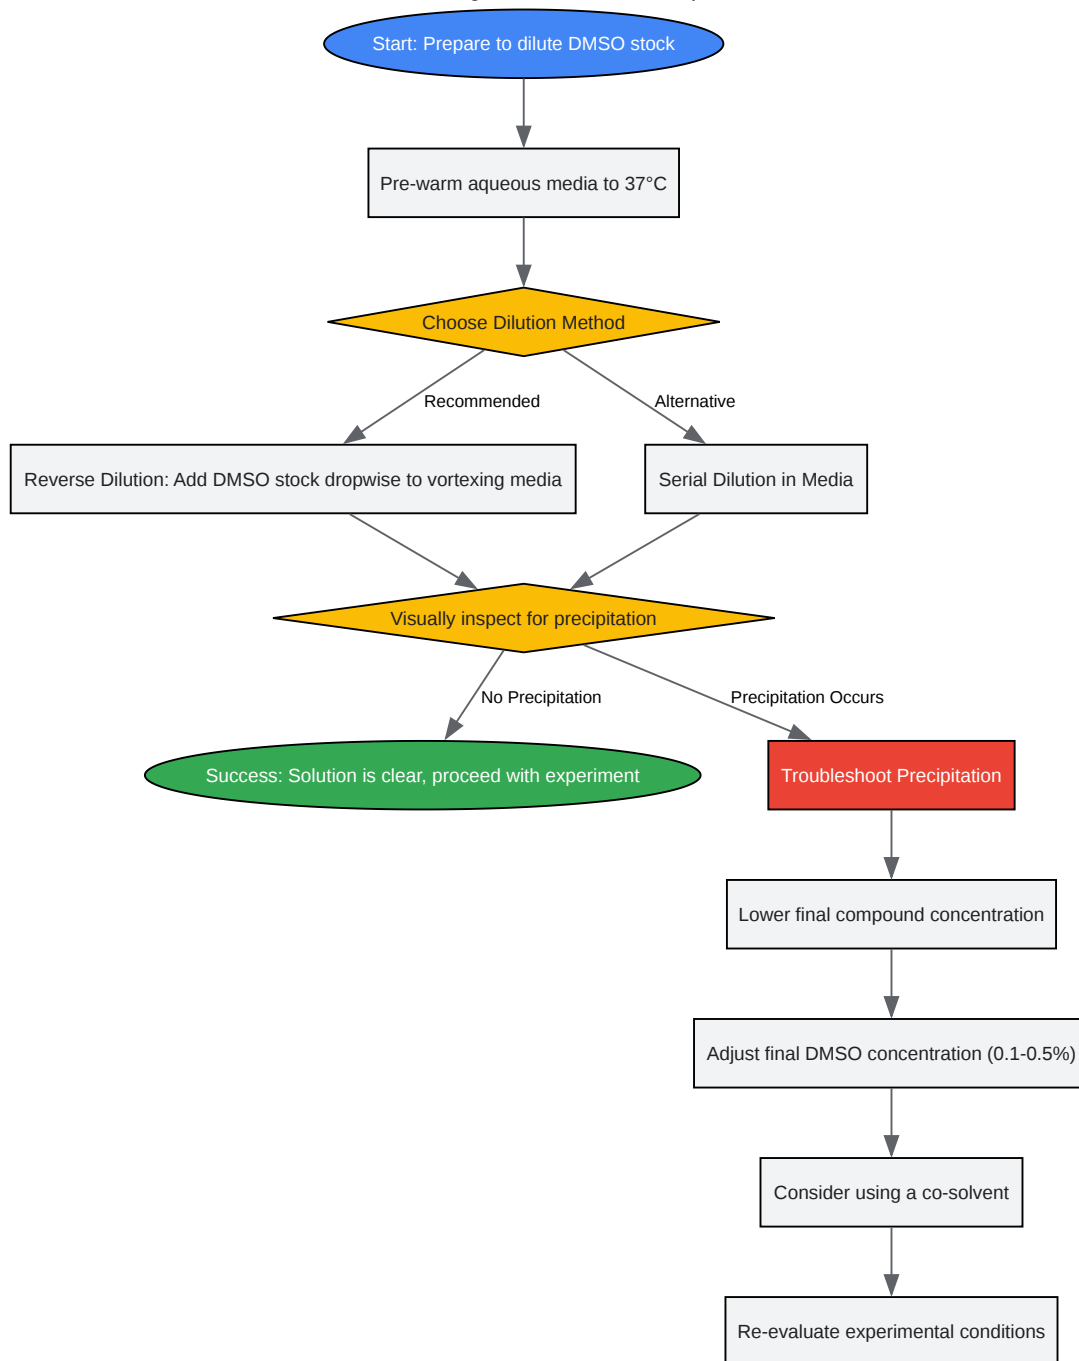 Start: Prepare to dilute DMSO stock
Pre-warm aqueous media to 37°C
Choose Dilution Method
Recommended
Alternative
Reverse Dilution: Add DMSO stock dropwise to vortexing media
Serial Dilution in Media
Visually inspect for precipitation
No Precipitation
Precipitation Occurs
Success: Solution is clear, proceed with experiment
Troubleshoot Precipitation
Lower final compound concentration
Adjust final DMSO concentration (0.1-0.5%)
Consider using a co-solvent
Re-evaluate experimental conditions